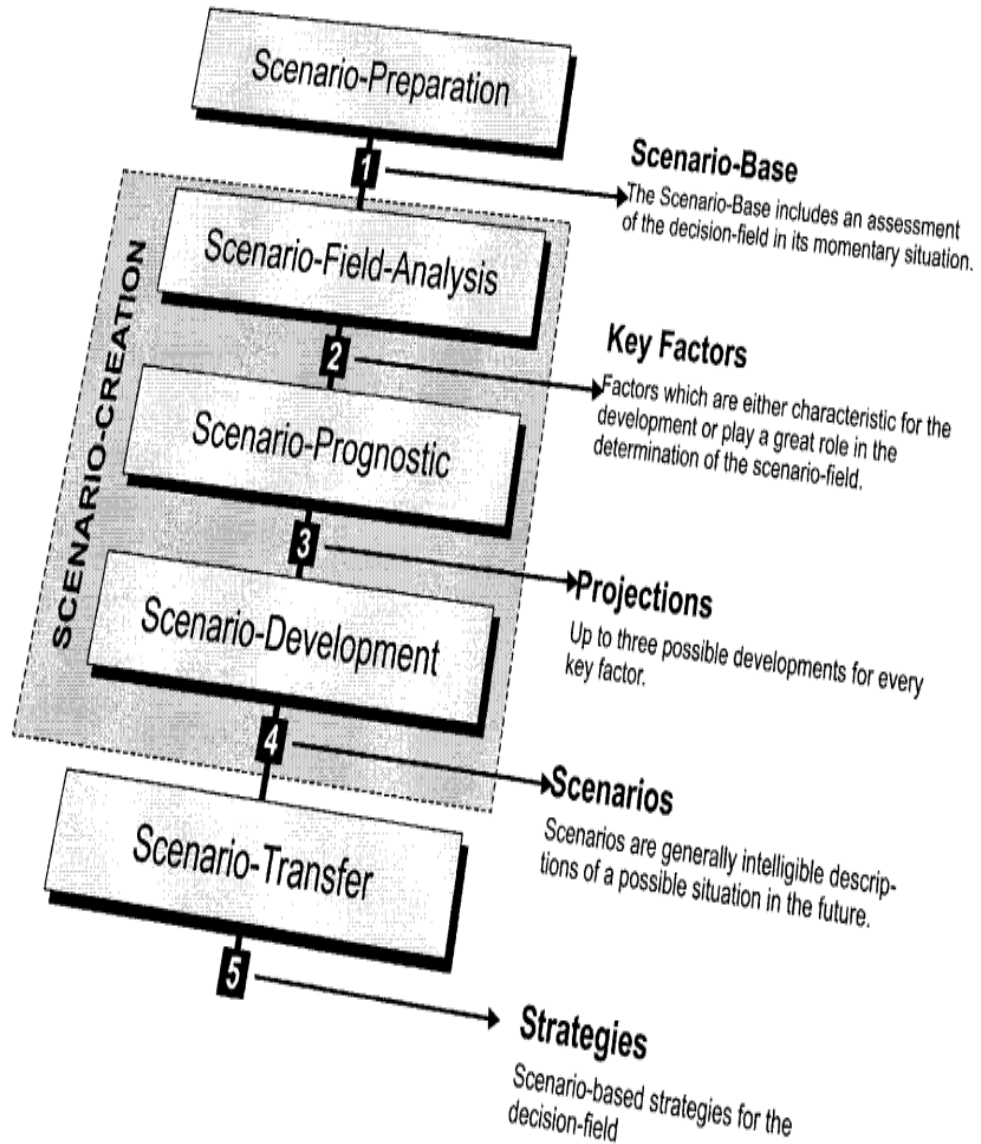 Scenario-Preparation
1
Scenario-Base
The Scenario-Base includes an assessment
of the decision-field in its momentary situation.
SCENARIO-CREATION
Scenario-Field-Analysis
2
Key Factors
Factors which are either characteristic for the
development or play a great role in the
determination of the scenario-field.
Scenario-Prognostic
3
Projections
Up to three possible developments for every
key factor.
Scenario-Development
4
Scenarios
Scenarios are generally intelligible descrip-
tions of a possible situation in the future.
Scenario-Transfer
5
Strategies
Scenario-based strategies for the
decision-field